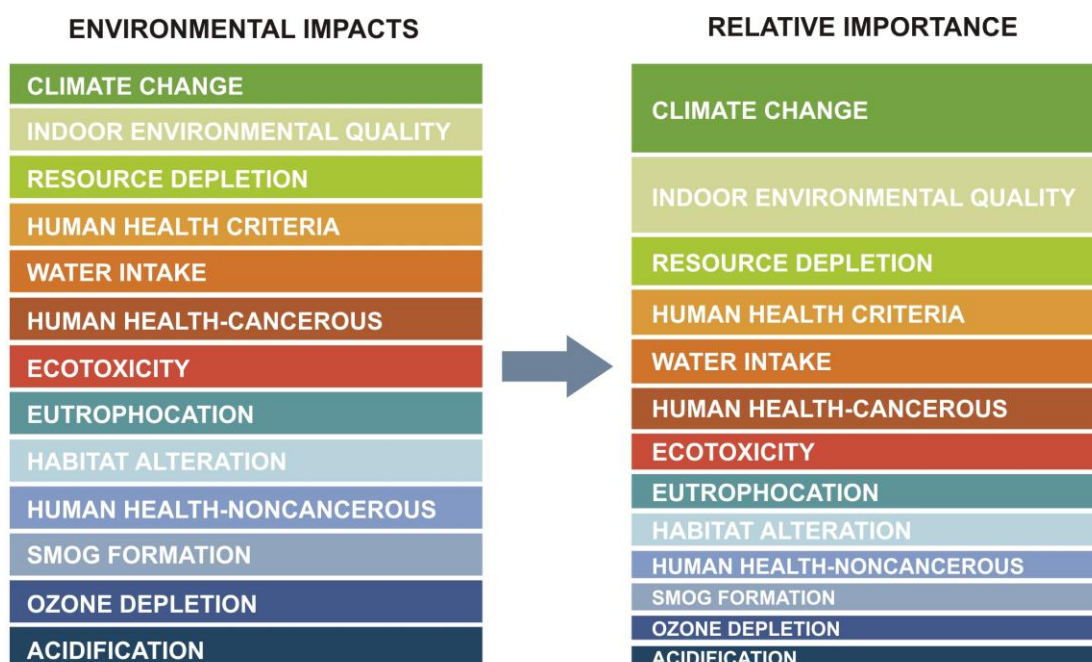 ENVIRONMENTAL IMPACTS
CLIMATE CHANGE
INDOOR ENVIRONMENTAL QUALITY
RESOURCE DEPLETION
HUMAN HEALTH CRITERIA
WATER INTAKE
HUMAN HEALTH-CANCEROUS
ECOTOXICITY
EUTROPHOCATION
HABITAT ALTERATION
HUMAN HEALTH-NONCANCEROUS
SMOG FORMATION
OZONE DEPLETION
ACIDIFICATION
RELATIVE IMPORTANCE
CLIMATE CHANGE
INDOOR ENVIRONMENTAL QUALITY
RESOURCE DEPLETION
HUMAN HEALTH CRITERIA
WATER INTAKE
HUMAN HEALTH-CANCEROUS
ECOTOXICITY
EUTROPHOCATION
HABITAT ALTERATION
HUMAN HEALTH-NONCANCEROUS
SMOG FORMATION
OZONE DEPLETION
ACIDIFICATION